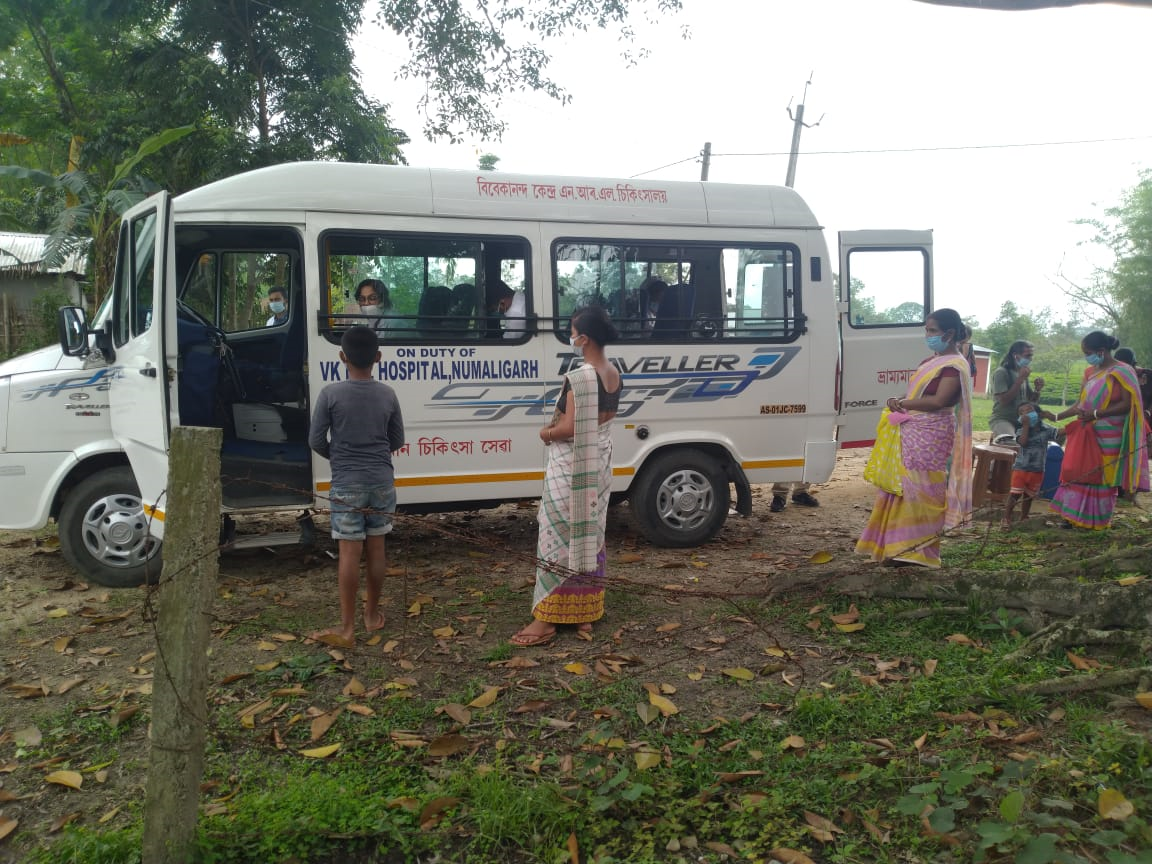 বিবেকানন্দ কেন্দ্ৰ এন.আৰ.এল. চিকিৎসালয়
ON DUTY OF
VK HOSPITAL,NUMALIGARH
TRAVELLER
AS-01JC-7599
FORCE
চিকিৎসা সেৱা